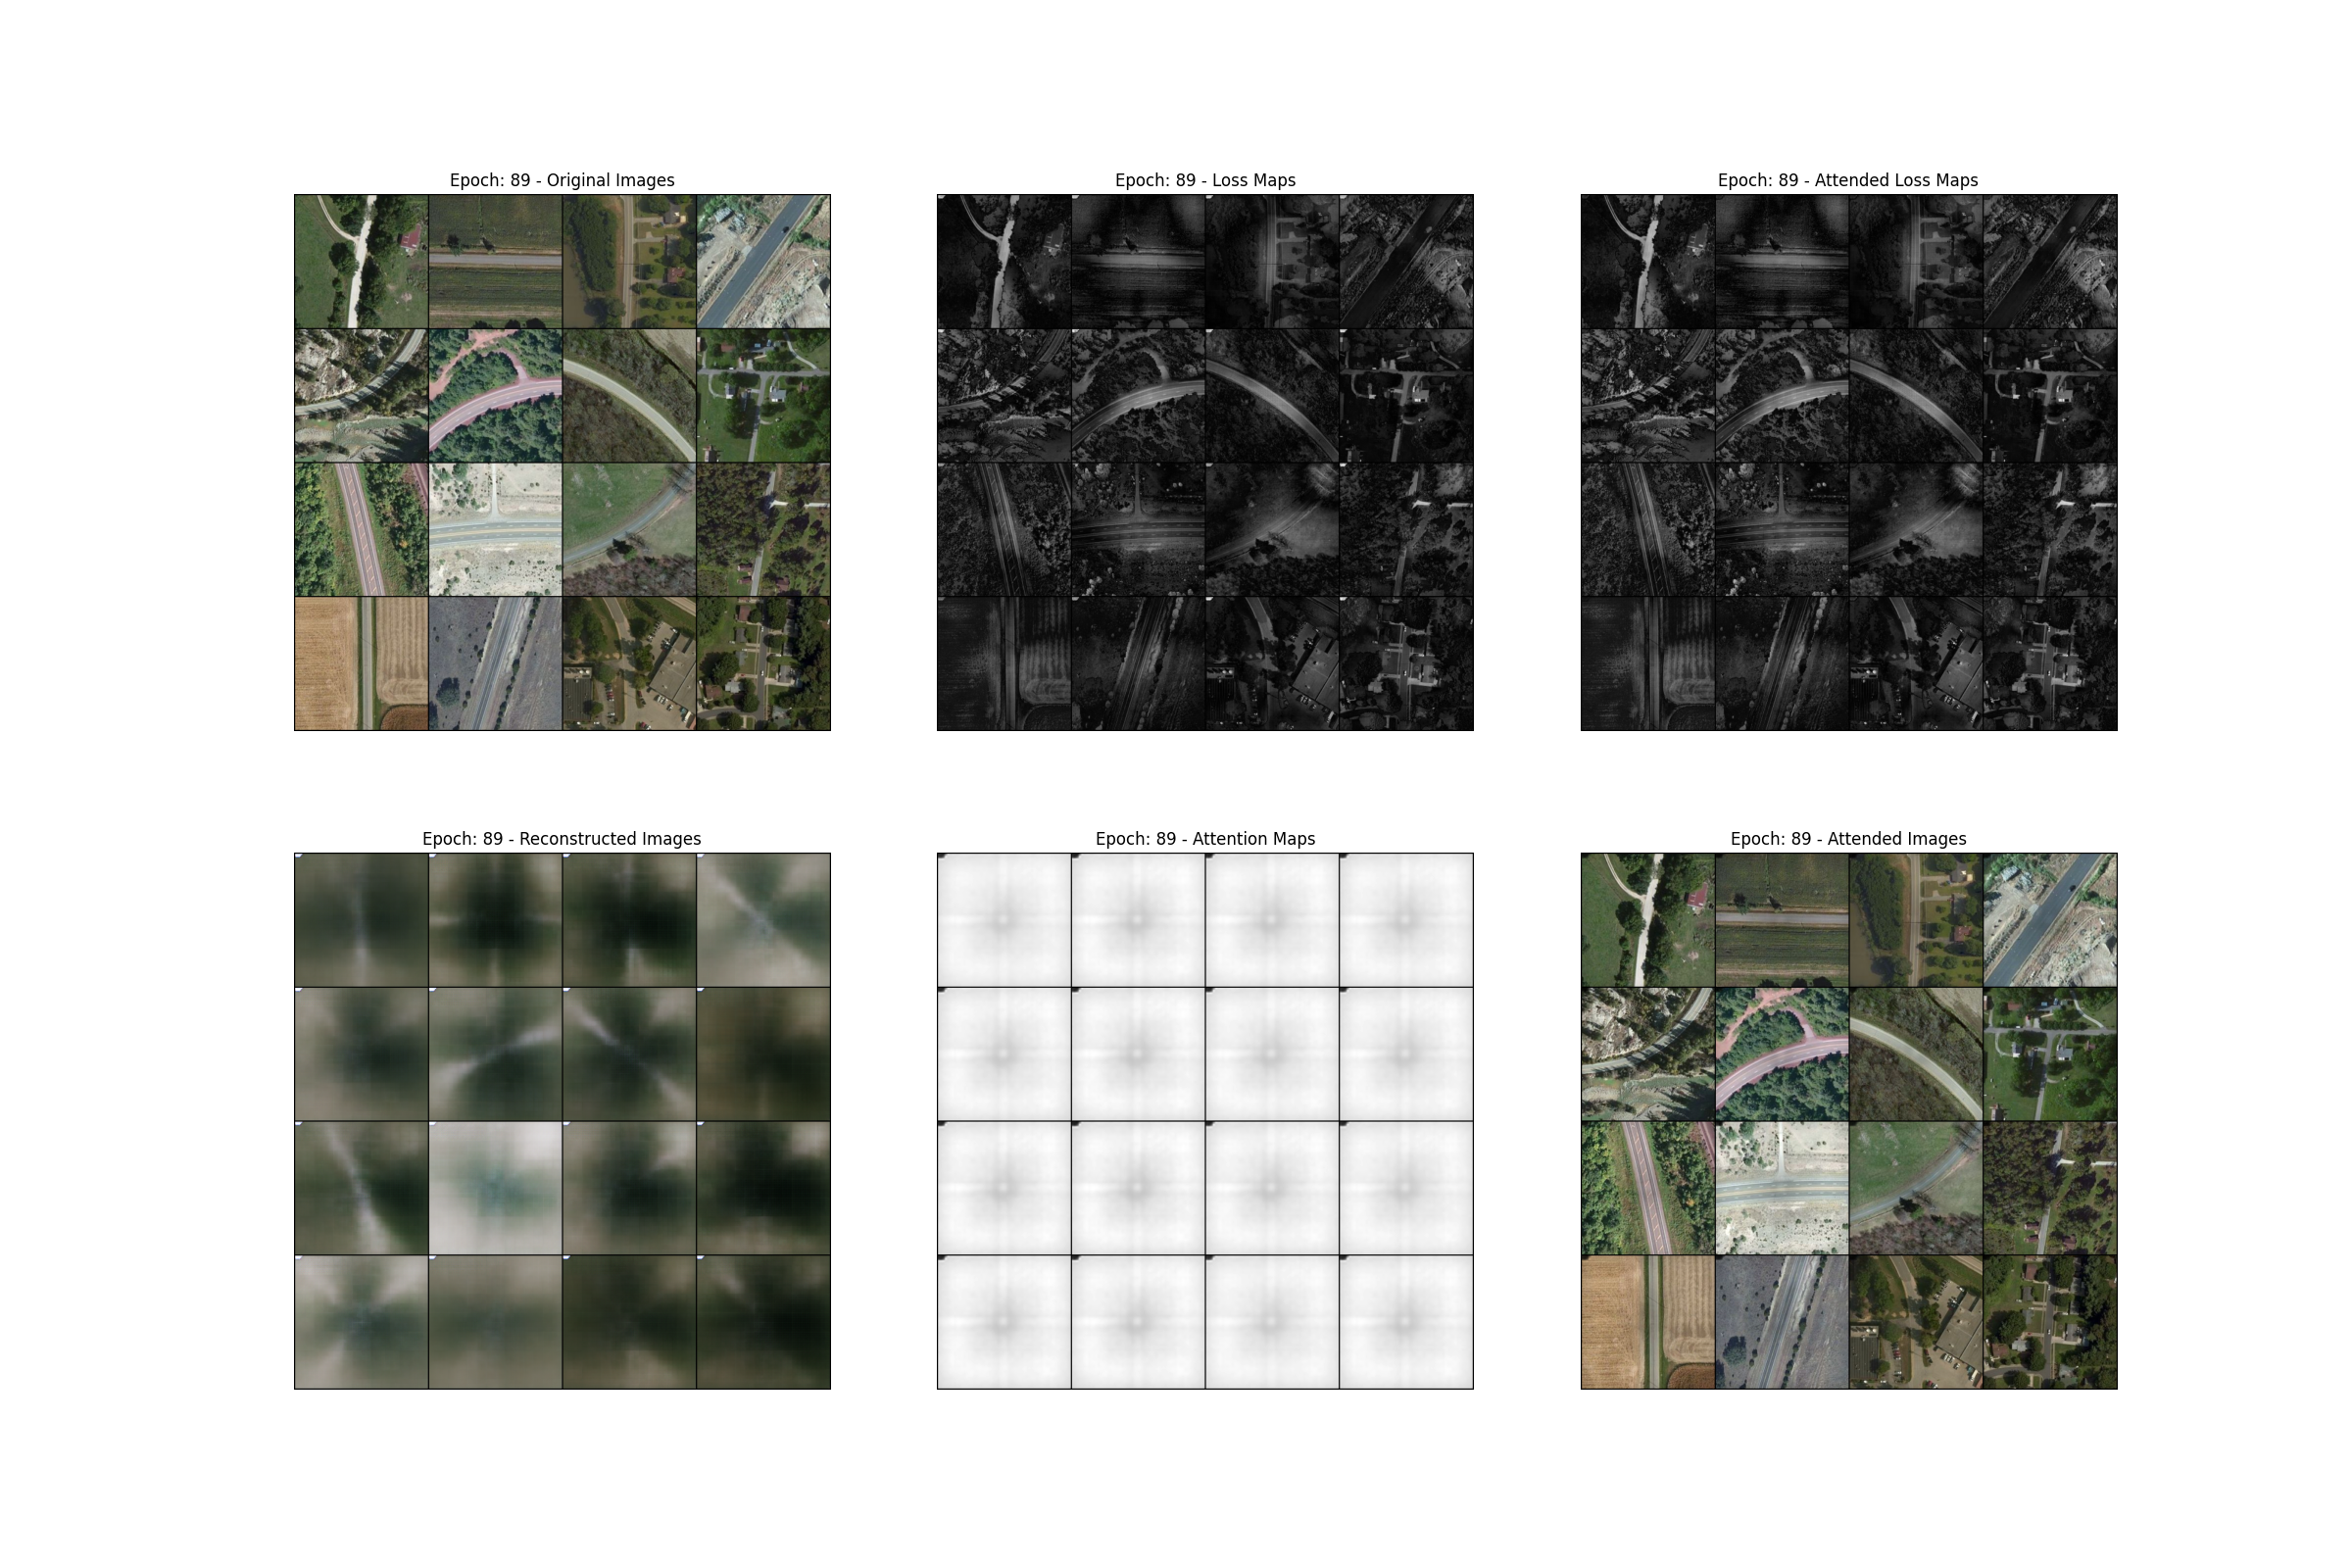 Epoch: 89 - Original Images
Epoch: 89 - Loss Maps
Epoch: 89 - Attended Loss Maps
Epoch: 89 - Reconstructed Images
Epoch: 89 - Attention Maps
Epoch: 89 - Attended Images